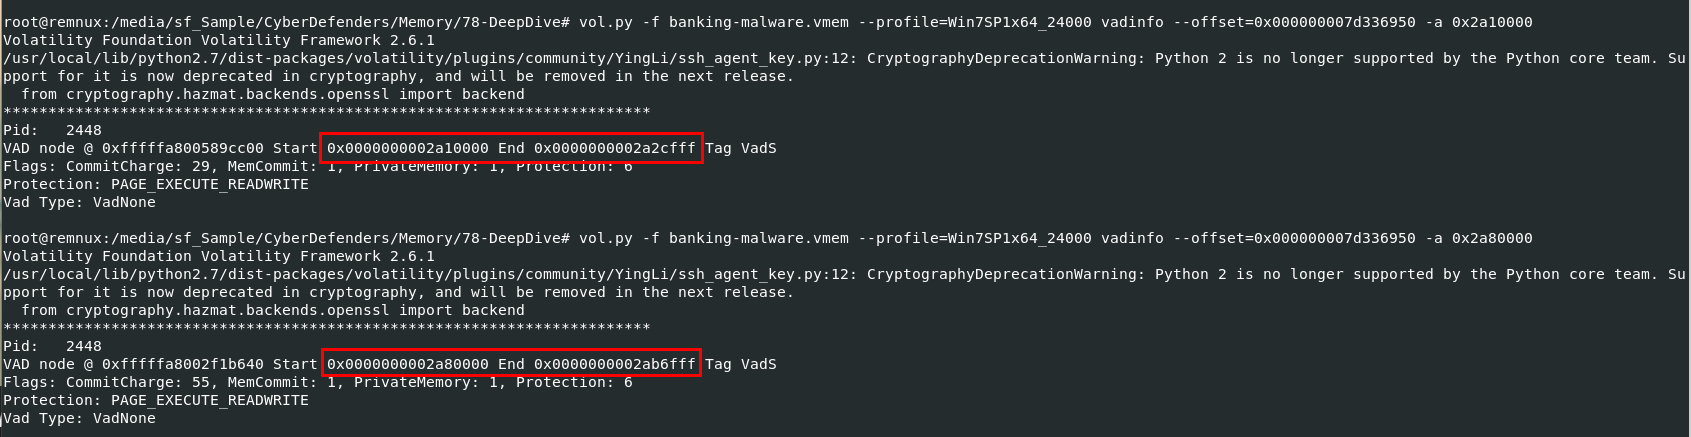 root@remnux:/media/sf_Sample/CyberDefenders/Memory/78-DeepDive# vol.py -f banking-malware.vmem --profile=Win7SP1x64_24000 vadinfo --offset=0x000000007d336950 -a 0x2a10000
Volatility Foundation Volatility Framework 2.6.1
/usr/local/lib/python2.7/dist-packages/volatility/plugins/community/YingLi/ssh_agent_key.py:12: CryptographyDeprecationWarning: Python 2 is no longer supported by the Python core team. Su
pport for it is now deprecated in cryptography, and will be removed in the next release.
  from cryptography.hazmat.backends.openssl import backend
************************************************************************
Pid:   2448
VAD node @ 0xfffffa800589cc00 Start 0x0000000002a10000 End 0x0000000002a2cfff Tag VadS
Flags: CommitCharge: 29, MemCommit: 1, PrivateMemory: 1, Protection: 6
Protection: PAGE_EXECUTE_READWRITE
Vad Type: VadNone
root@remnux:/media/sf_Sample/CyberDefenders/Memory/78-DeepDive# vol.py -f banking-malware.vmem --profile=Win7SP1x64_24000 vadinfo --offset=0x000000007d336950 -a 0x2a80000
Volatility Foundation Volatility Framework 2.6.1
/usr/local/lib/python2.7/dist-packages/volatility/plugins/community/YingLi/ssh_agent_key.py:12: CryptographyDeprecationWarning: Python 2 is no longer supported by the Python core team. Su
pport for it is now deprecated in cryptography, and will be removed in the next release.
  from cryptography.hazmat.backends.openssl import backend
************************************************************************
Pid:   2448
VAD node @ 0xfffffa8002f1b640 Start 0x0000000002a80000 End 0x0000000002ab6fff Tag VadS
Flags: CommitCharge: 55, MemCommit: 1, PrivateMemory: 1, Protection: 6
Protection: PAGE_EXECUTE_READWRITE
Vad Type: VadNone